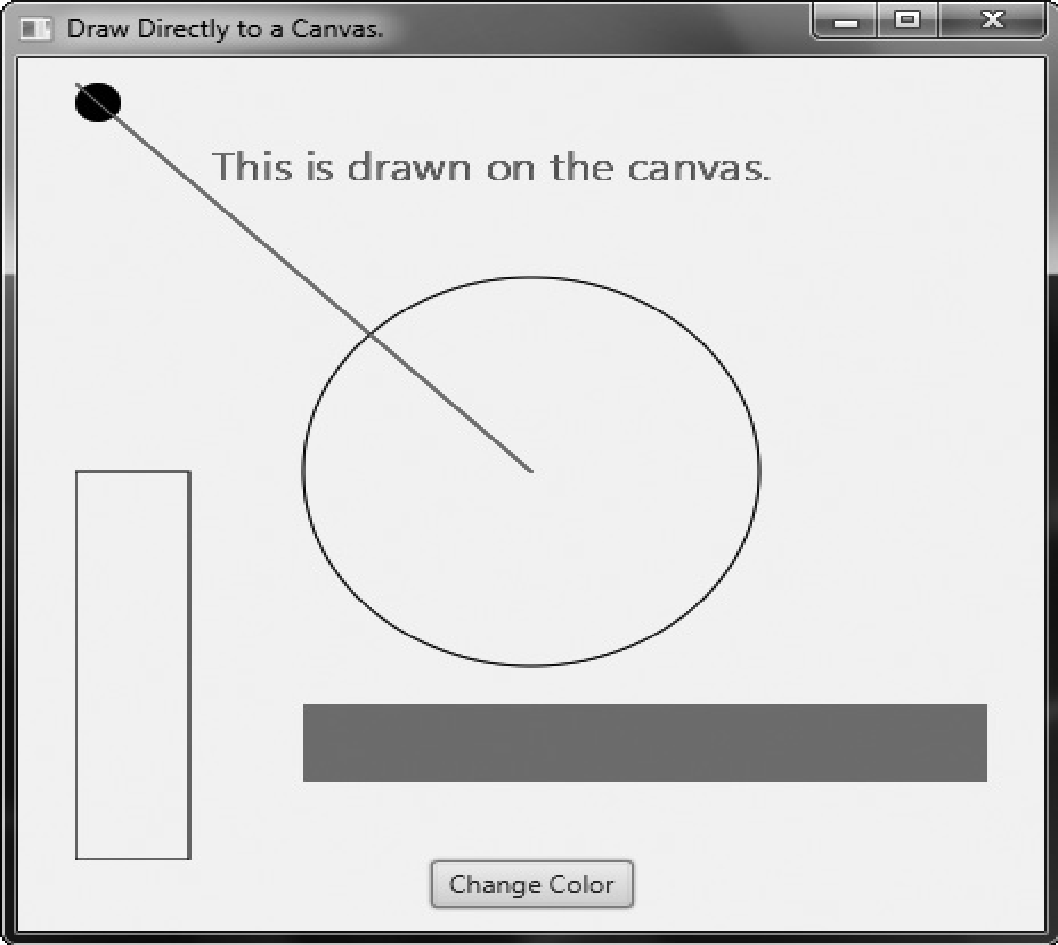 Draw Directly to a Canvas.
This is drawn on the canvas.
Change Color